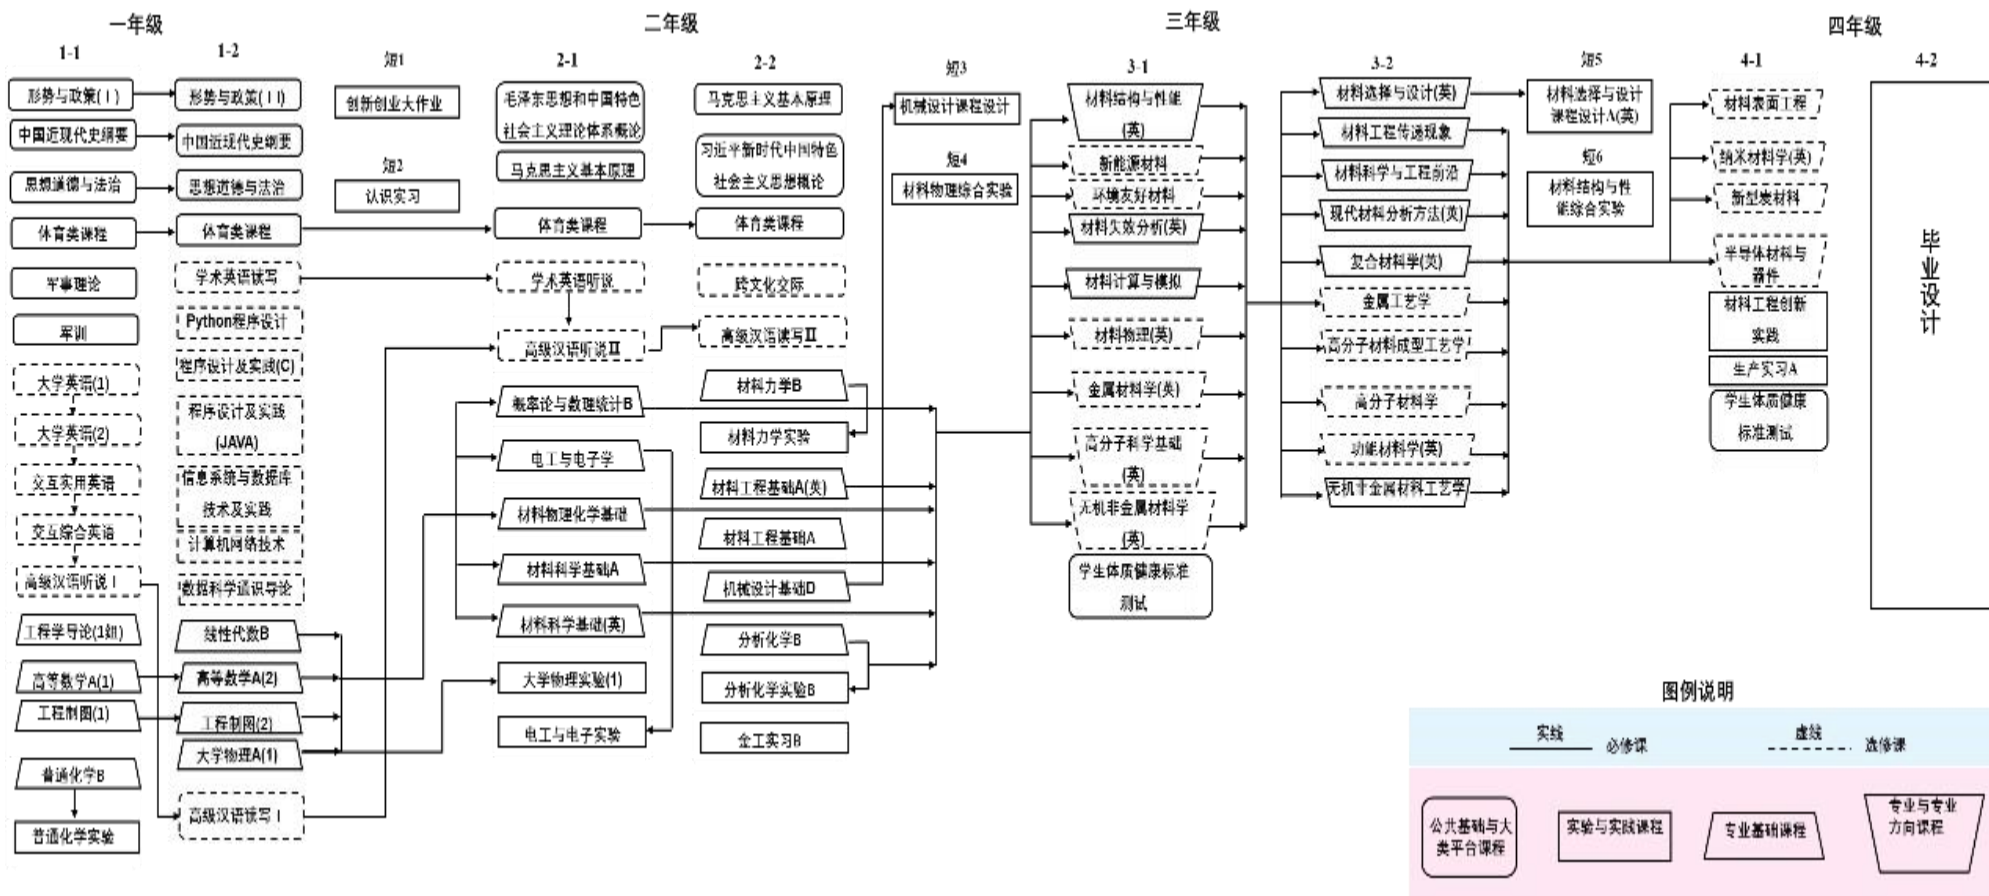 一年级
二年级
三年级
四年级
1-1
1-2
短1
2-1
2-2
短3
3-1
3-2
短5
4-1
4-2
形势与政策(Ⅰ)
中国近现代史纲要
思想道德与法治
体育类课程
军事理论
军训
大学英语(1)
大学英语(2)
交互实用英语
交互综合英语
高级汉语听说Ⅰ
工程学导论(1组)
高等数学A(1)
工程制图(1)
普通化学B
普通化学实验
形势与政策(II)
中国近现代史纲要
思想道德与法治
体育类课程
学术英语读写
Python程序设计
程序设计及实践(C)
程序设计及实践
(JAVA)
信息系统与数据库
技术及实践
计算机网络技术
数据科学通识导论
线性代数B
高等数学A(2)
工程制图(2)
大学物理A(1)
高级汉语读写Ⅰ
创新创业大作业
短2
认识实习
毛泽东思想和中国特色
社会主义理论体系概论
马克思主义基本原理
体育类课程
学术英语听说
高级汉语听说Ⅱ
概率论与数理统计B
电工与电子学
材料物理化学基础
材料科学基础A
材料科学基础(英)
大学物理实验(1)
电工与电子实验
马克思主义基本原理
习近平新时代中国特色
社会主义思想概论
体育类课程
跨文化交际
高级汉语读写Ⅱ
材料力学B
材料力学实验
材料工程基础A(英)
材料工程基础A
机械设计基础D
分析化学B
分析化学实验B
金工实习B
机械设计课程设计
短4
材料物理综合实验
材料结构与性能
(英)
新能源材料
环境友好材料
材料失效分析(英)
材料计算与模拟
材料物理(英)
金属材料学(英)
高分子科学基础
(英)
无机非金属材料学
(英)
学生体质健康标准
测试
材料选择与设计(英)
材料工程传递现象
材料科学与工程前沿
现代材料分析方法(英)
复合材料学(英)
金属工艺学
高分子材料成型工艺学
高分子材料学
功能材料学(英)
无机非金属材料工艺学
材料选择与设计
课程设计A(英)
短6
材料结构与性
能综合实验
材料表面工程
纳米材料学(英)
新型炭材料
半导体材料与
器件
材料工程创新
实践
生产实习A
学生体质健康
标准测试
毕业设计
图例说明
实线
必修课
虚线
选修课
公共基础与大
类平台课程
实验与实践课程
专业基础课程
专业与专业
方向课程